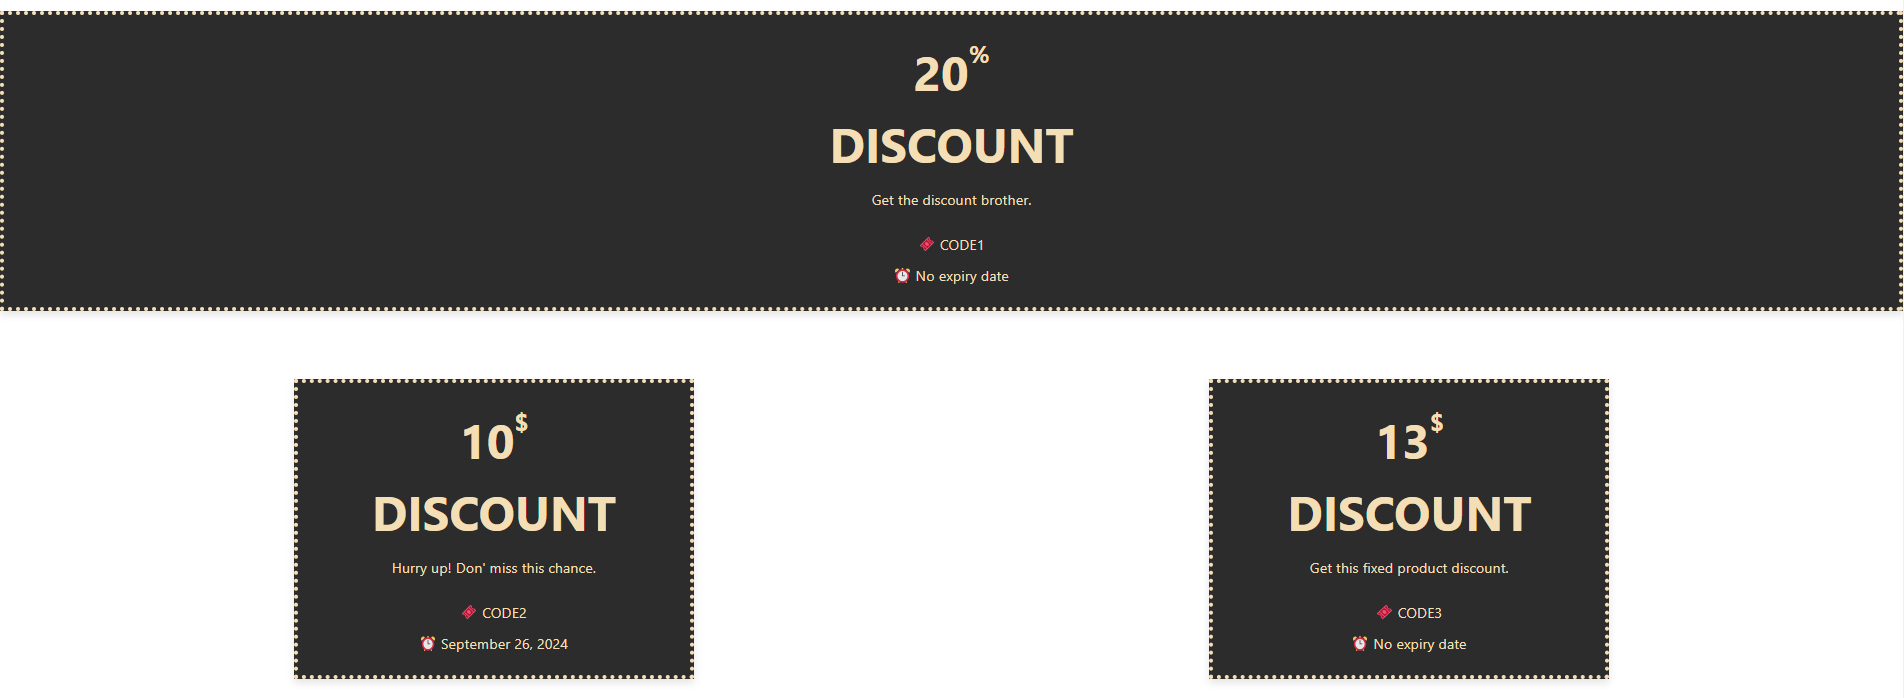 20%
DISCOUNT
Get the discount brother.
CODE1
No expiry date
10$
DISCOUNT
Hurry up! Don' miss this chance.
CODE2
September 26, 2024
13$
DISCOUNT
Get this fixed product discount.
CODE3
No expiry date